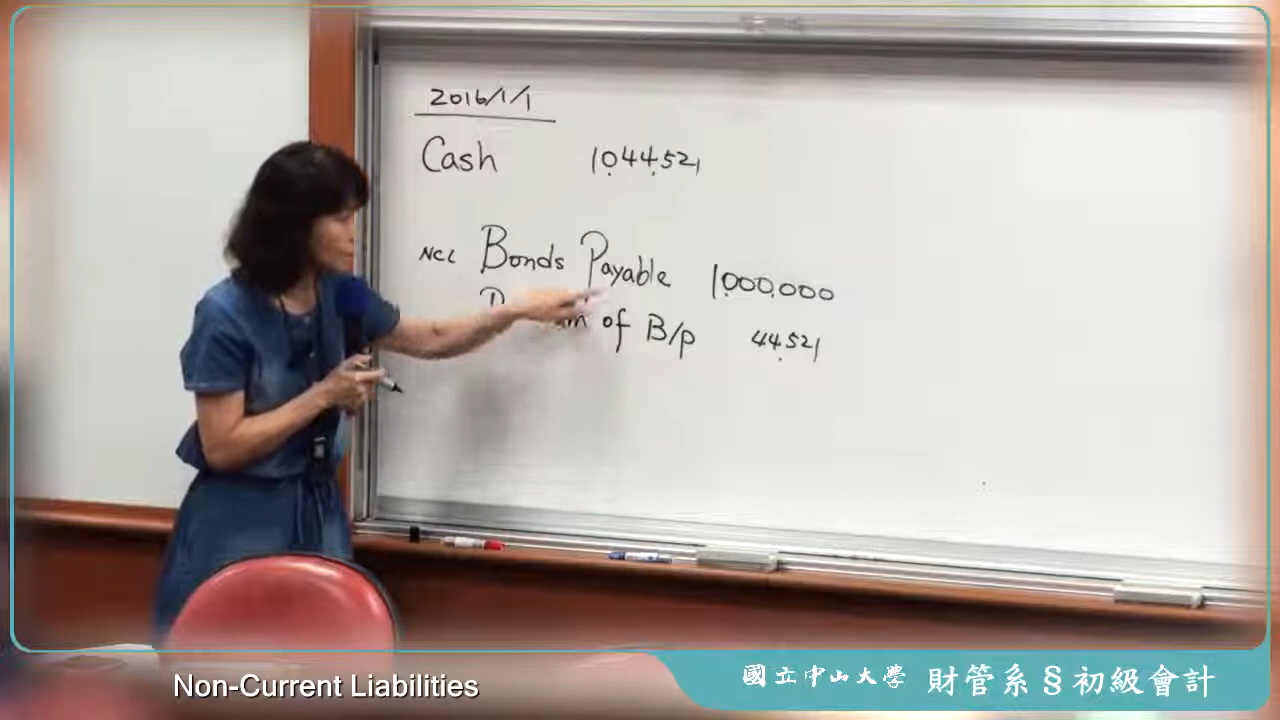 2016/1/1
Cash 1,044,521
NCL Bonds Payable 1,000,000
of B/p 44,521
Non-Current Liabilities
國立中山大學 財管系§初級會計